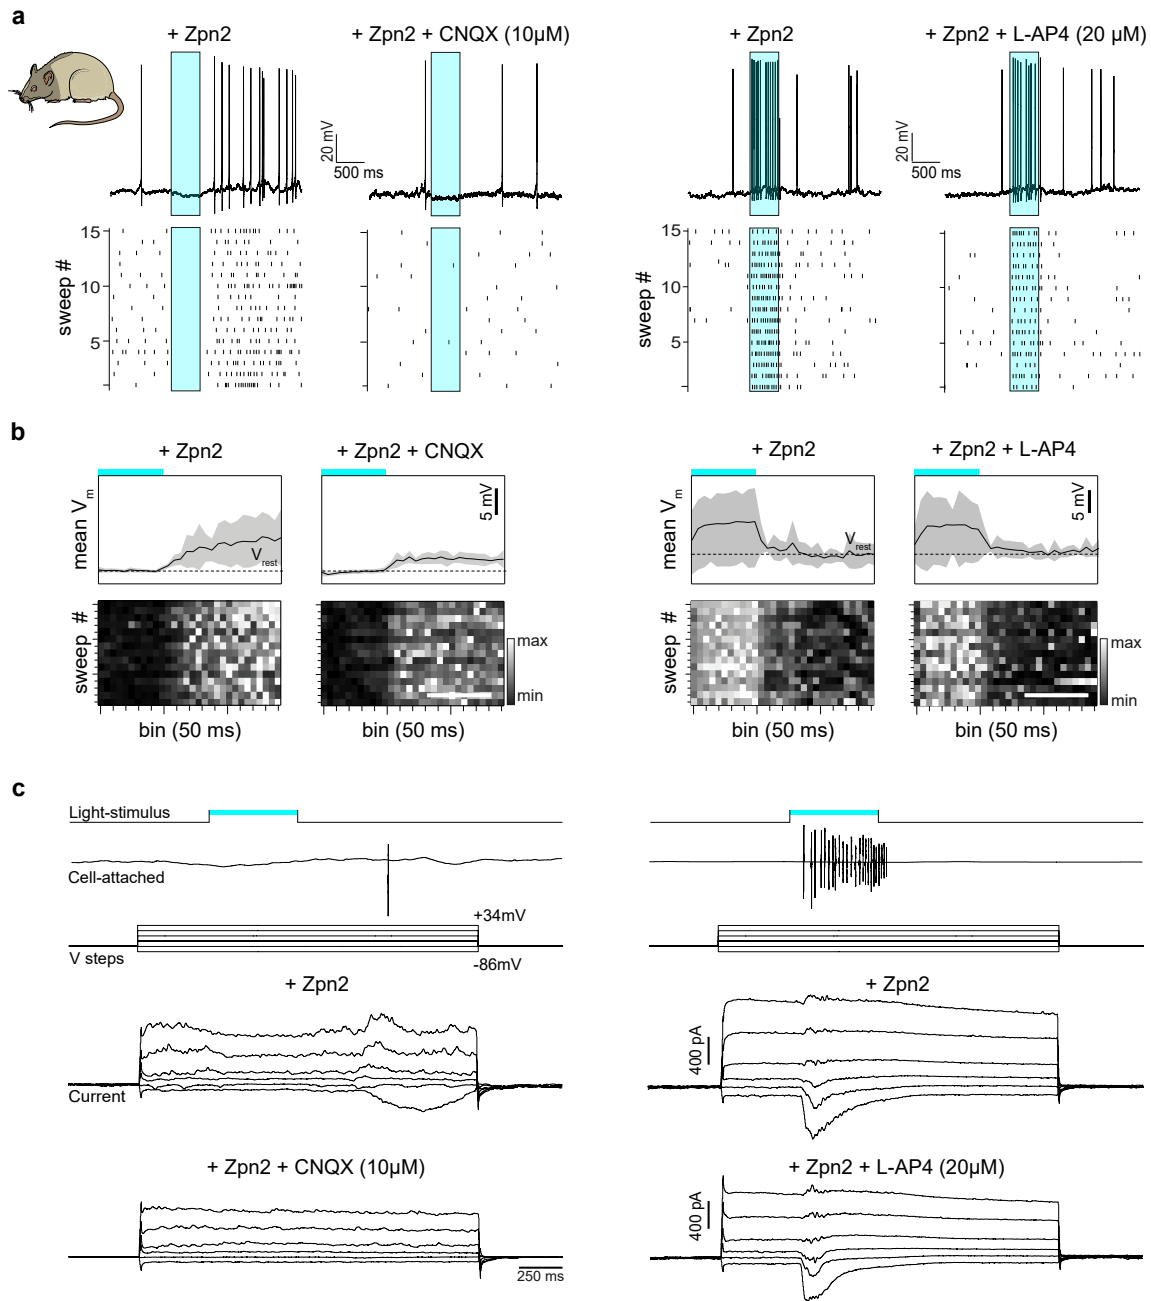 a
+ Zpn2
+ Zpn2 + CNQX (10μM)
+ Zpn2
+ Zpn2 + L-AP4 (20 μM)
20 mV
500 ms
20 mV
500 ms
15
10
5
sweep #
15
10
5
sweep #
b
+ Zpn2
+ Zpn2 + CNQX
+ Zpn2
+ Zpn2 + L-AP4
mean Vm
Vrest
5 mV
Vrest
5 mV
sweep #
max
min
sweep #
max
min
bin (50 ms)
bin (50 ms)
bin (50 ms)
bin (50 ms)
c
Light-stimulus
Cell-attached
+34mV
V steps
-86mV
+ Zpn2
+ Zpn2
400 pA
Current
+ Zpn2 + CNQX (10μM)
+ Zpn2 + L-AP4 (20μM)
400 pA
250 ms